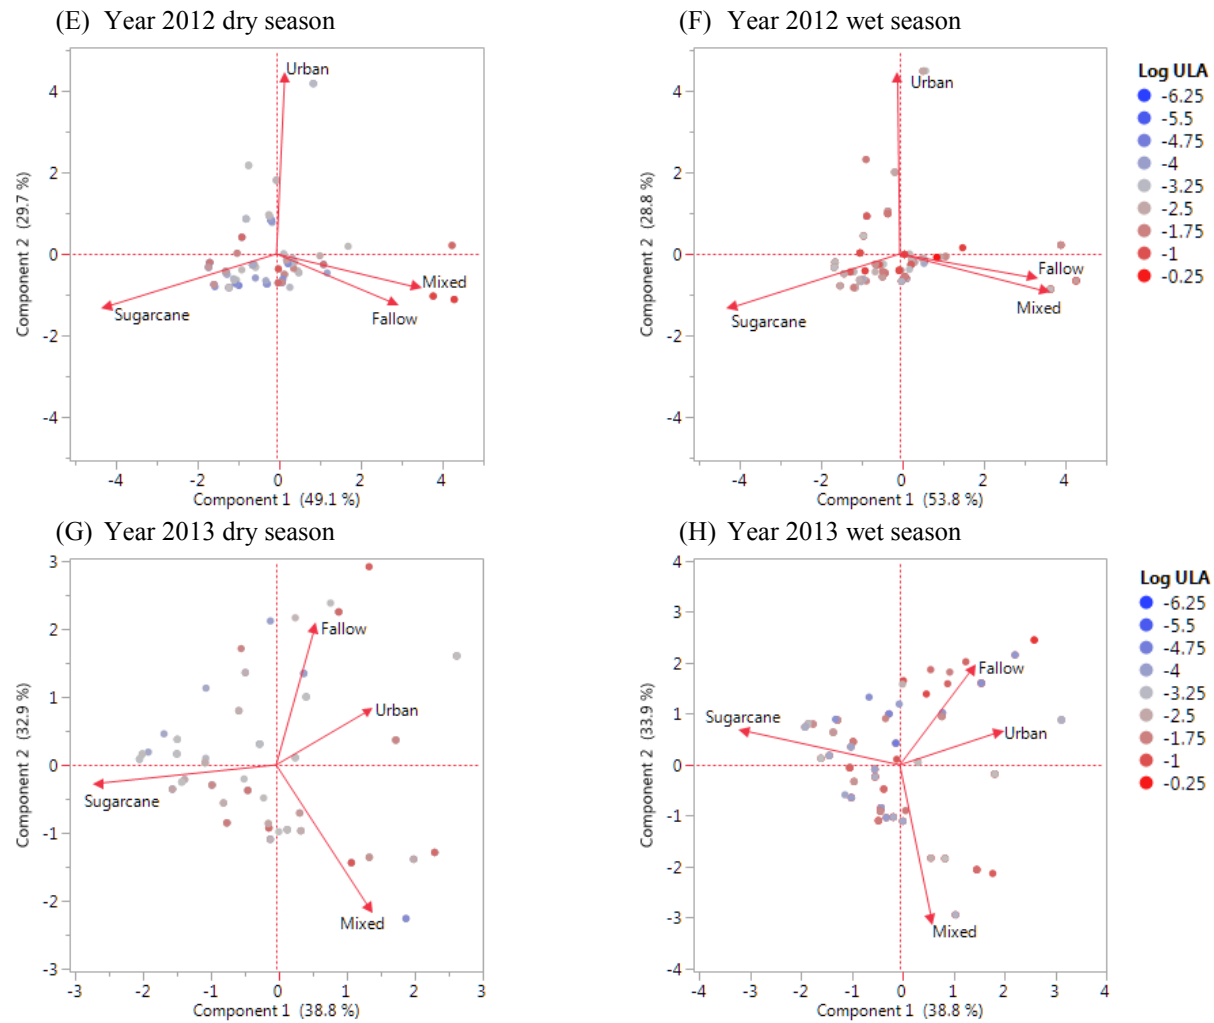 (E) Year 2012 dry season
(F) Year 2012 wet season
Urban
4
2
0
-2
-4
Component 2 (29.7 %)
Mixed
Fallow
Sugarcane
-4 -2 0 2 4
Component 1 (49.1 %)
Urban
4
2
0
-2
-4
Component 2 (28.8 %)
Fallow
Mixed
Sugarcane
-4 -2 0 2 4
Component 1 (53.8 %)
Log ULA
-6.25
-5.5
-4.75
-4
-3.25
-2.5
-1.75
-1
-0.25
(G) Year 2013 dry season
(H) Year 2013 wet season
3
2
1
0
-1
-2
-3
Component 2 (32.9 %)
Fallow
Urban
Sugarcane
Mixed
-3 -2 -1 0 1 2 3
Component 1 (38.8 %)
4
3
2
1
0
-1
-2
-3
-4
Component 2 (33.9 %)
Fallow
Sugarcane
Urban
Mixed
-4 -3 -2 -1 0 1 2 3 4
Component 1 (38.8 %)
Log ULA
-6.25
-5.5
-4.75
-4
-3.25
-2.5
-1.75
-1
-0.25